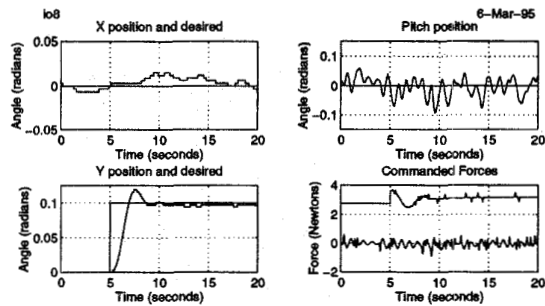 io8
6-Mar-95
X position and desired
Pitch position
0.05
0
-0.05
Angle (radians)
0 5 10 15 20
Time (seconds)
0.1
0
-0.1
Angle (radians)
0 5 10 15 20
Time (seconds)
Y position and desired
Commanded Forces
0.1
0.05
0
Angle (radians)
0 5 10 15 20
Time (seconds)
4
2
0
-2
Force (Newtons)
0 5 10 15 20
Time (seconds)